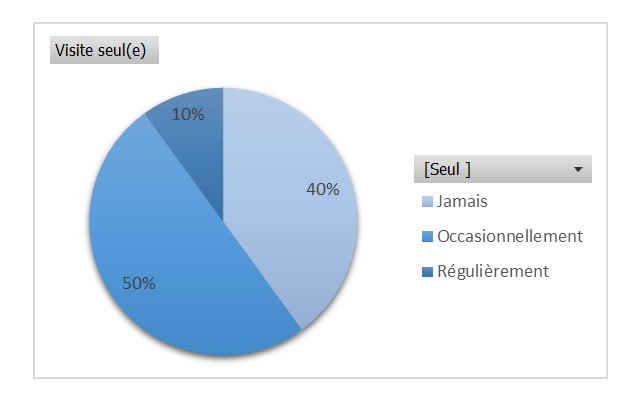 Visite seul(e)
10%
40%
50%
[Seul ]
Jamais
Occasionnellement
Régulièrement